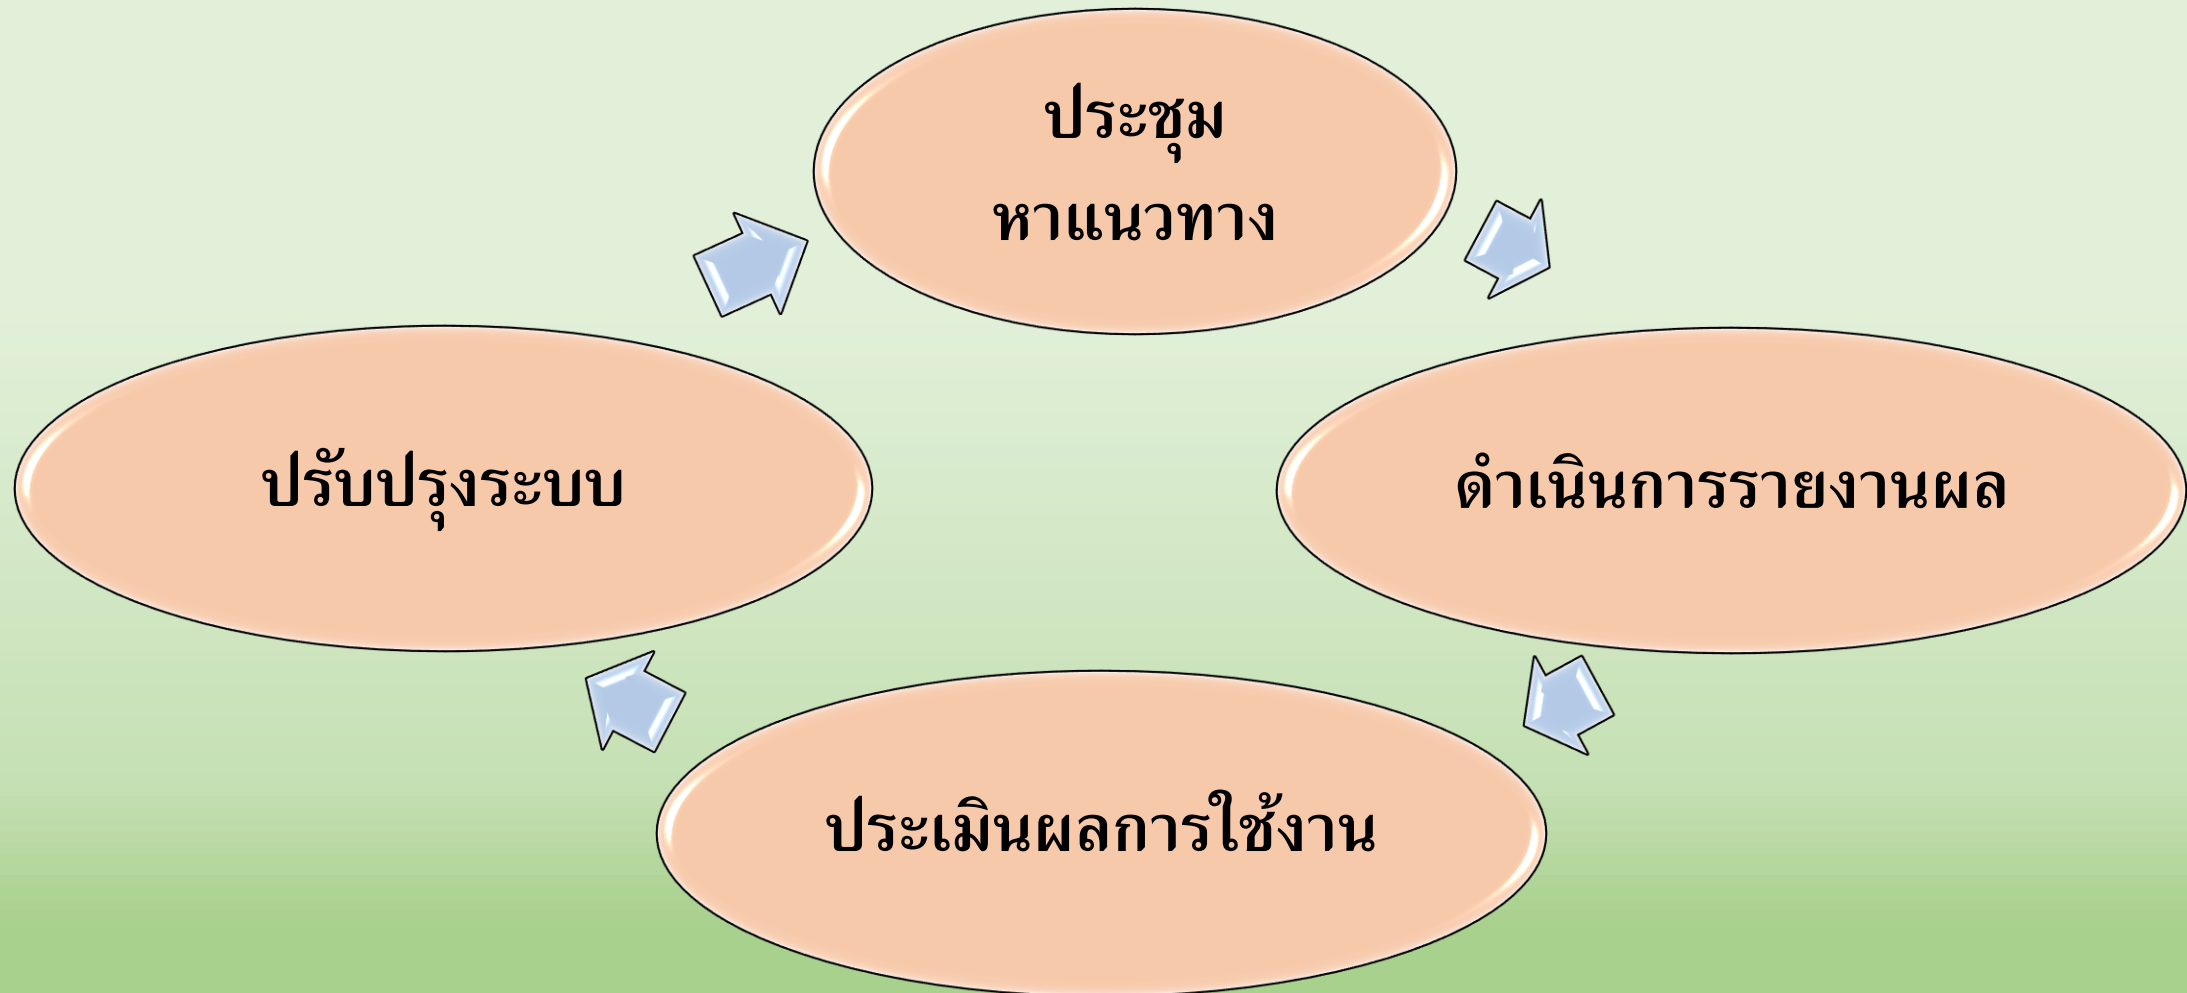 ประชุม
หาแนวทาง
ปรับปรุงระบบ
ดำเนินการรายงานผล
ประเมินผลการใช้งาน